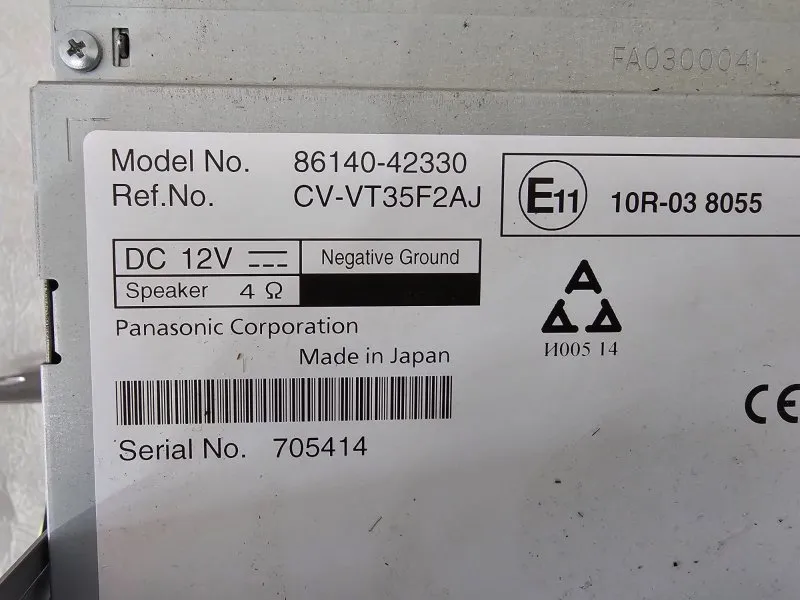 FA0300041
Model No. 86140-42330
Ref.No. CV-VT35F2AJ
E11 10R-03 8055
DC 12V Negative Ground
Speaker 4 Ω
Panasonic Corporation
Made in Japan
И005 14
CE
Serial No. 705414